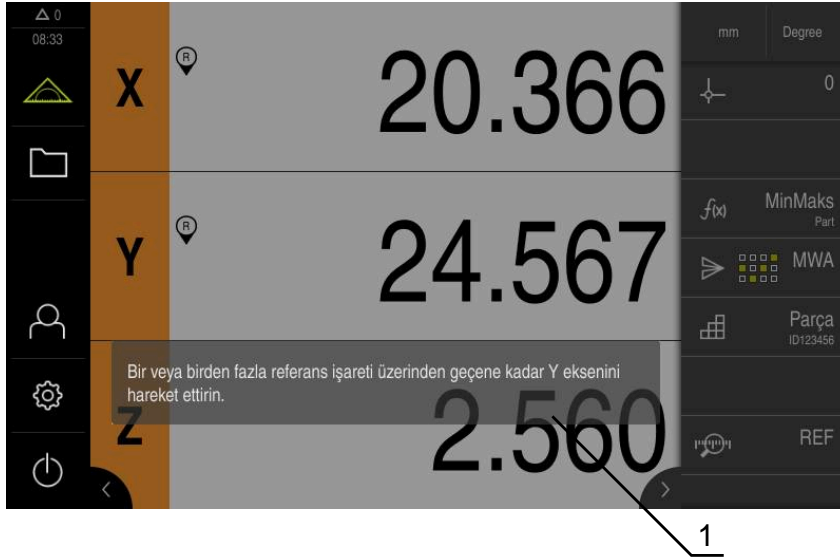 0
08:33
mm Degree
X R 20.366
0
Y R 24.567
MinMaks
Part
f(x)
MWA
Parça
ID123456
Bir veya birden fazla referans işareti üzerinden geçene kadar Y eksenini
hareket ettirin.
Z 2.560
REF
1